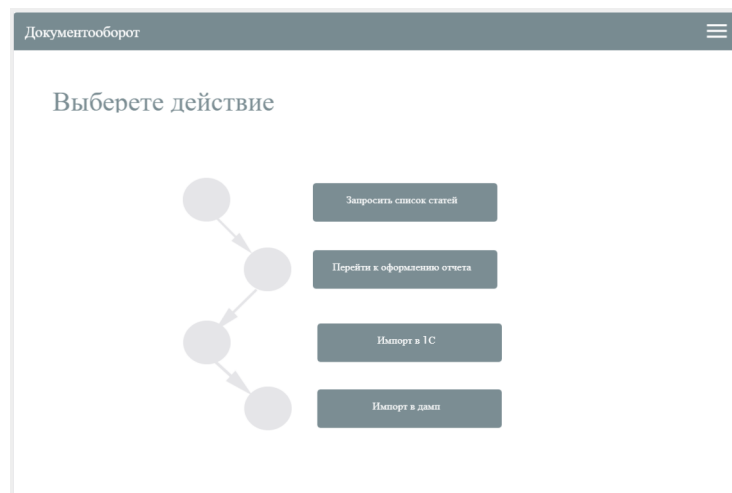 Документооборот
Выберете действие
Запросить список статей
Перейти к оформлению отчета
Импорт в 1С
Импорт в дамп